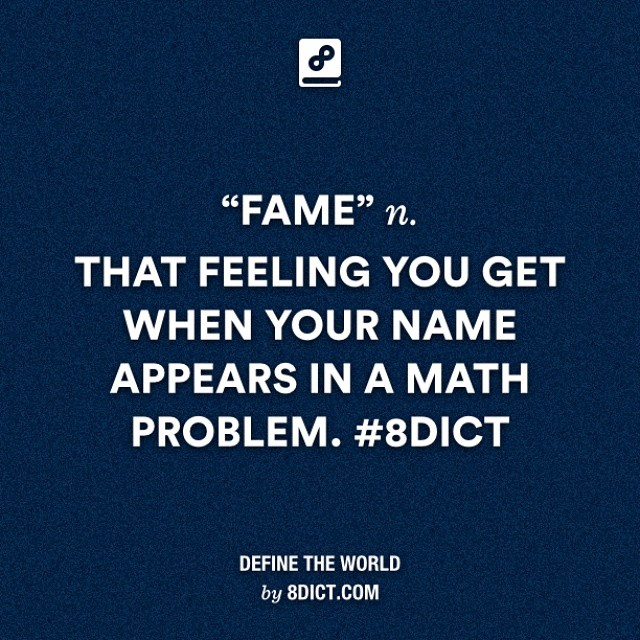 “FAME” n.
THAT FEELING YOU GET
WHEN YOUR NAME
APPEARS IN A MATH
PROBLEM. #8DICT
DEFINE THE WORLD
by 8DICT.COM